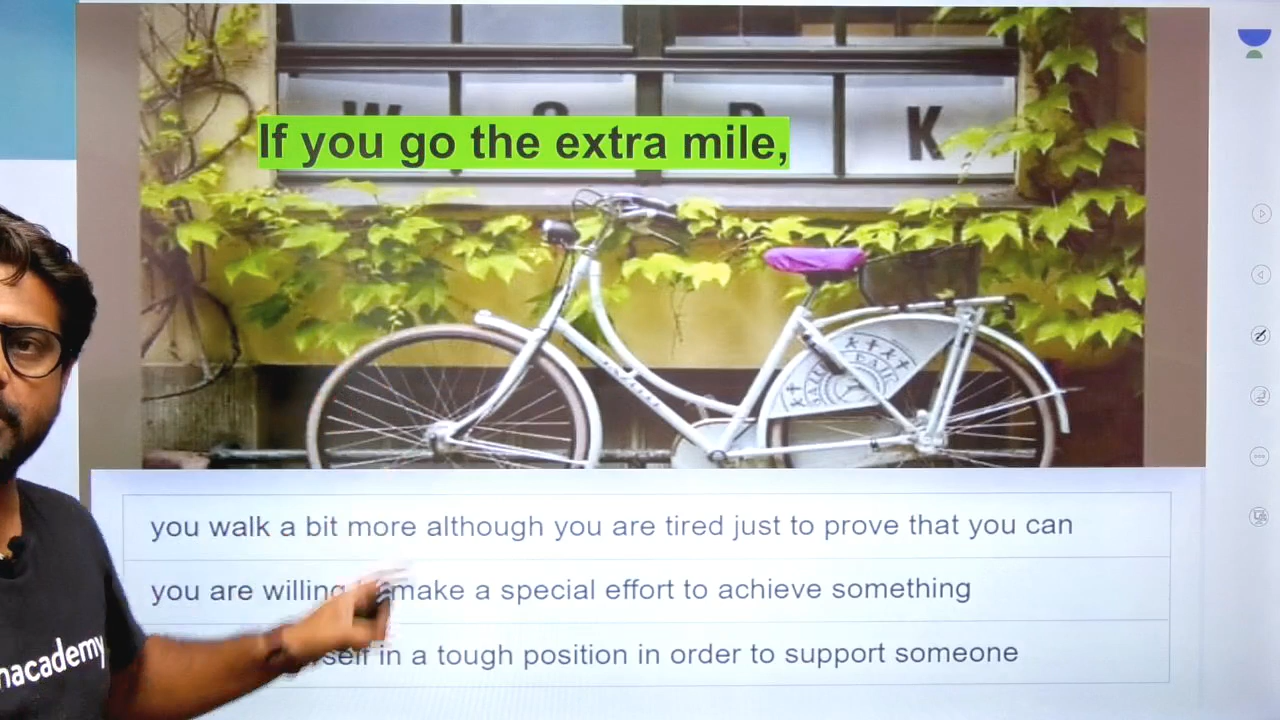 W R K
If you go the extra mile,
you walk a bit more although you are tired just to prove that you can
you are willing make a special effort to achieve something
self in a tough position in order to support someone
nacademy